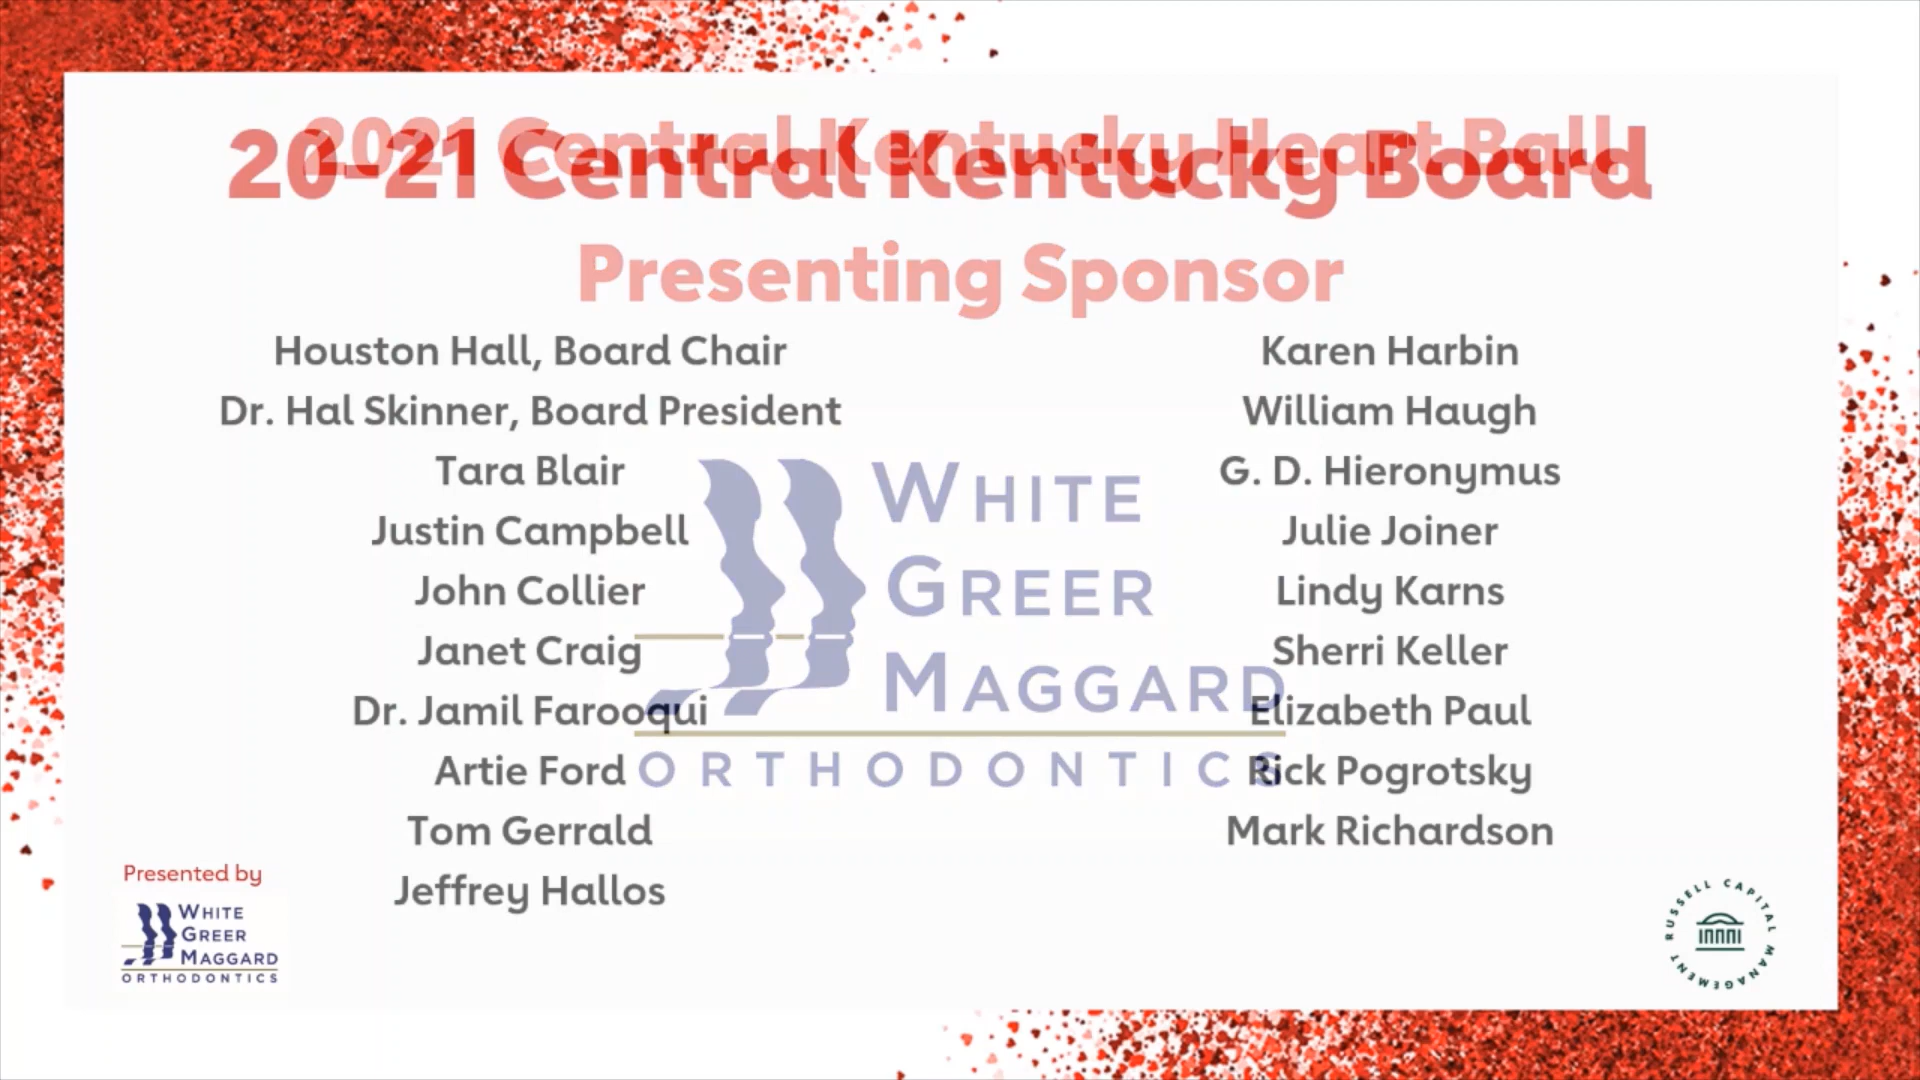 2021 Central Kentucky Heart Ball
20-21 Central Kentucky Board
Presenting Sponsor
Houston Hall, Board Chair
Dr. Hal Skinner, Board President
Tara Blair
Justin Campbell
John Collier
Janet Craig
Dr. Jamil Farooqui
Artie Ford
Tom Gerrald
Jeffrey Hallos
Karen Harbin
William Haugh
G. D. Hieronymus
Julie Joiner
Lindy Karns
Sherri Keller
Elizabeth Paul
Rick Pogrotsky
Mark Richardson
WHITE
GREER
MAGGARD
ORTHODONTICS
Presented by
WHITE
GREER
MAGGARD
ORTHODONTICS
RUSSELL CAPITAL MANAGEMENT